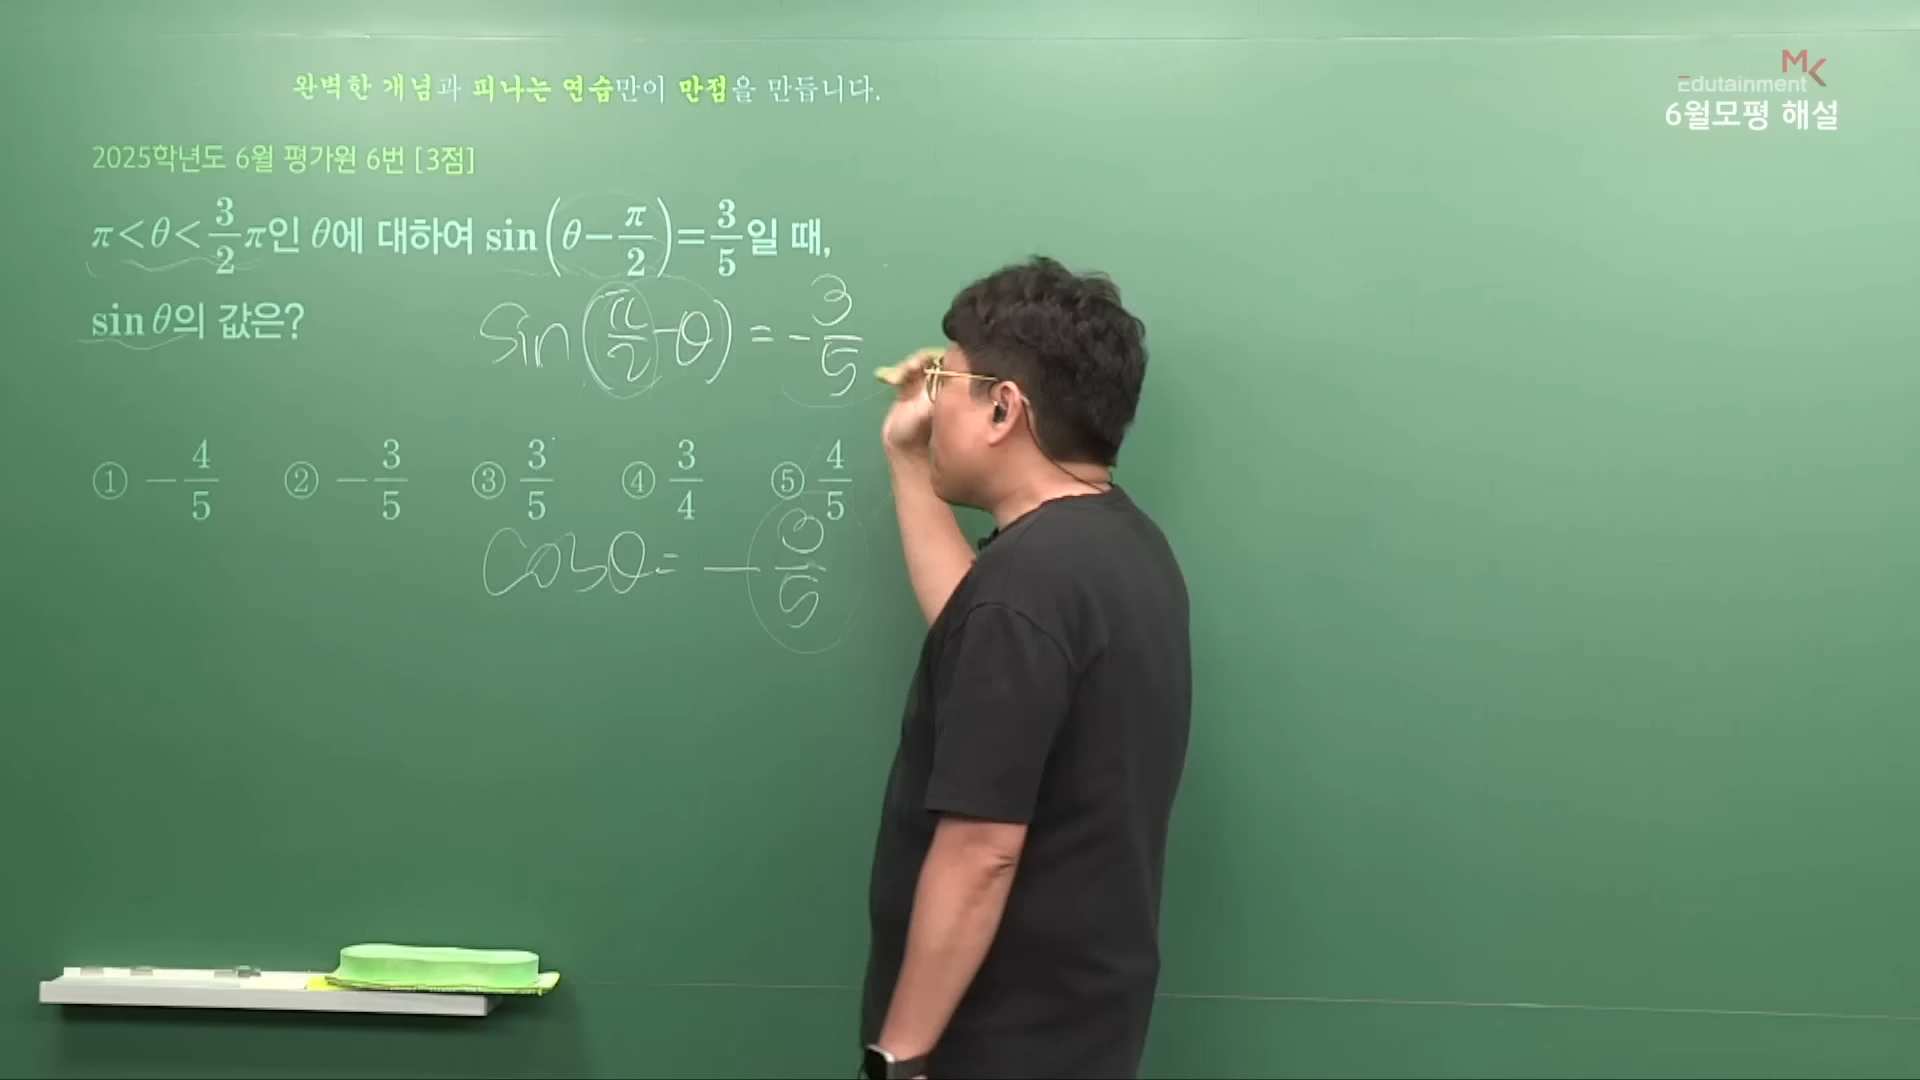 완벽한 개념과 피나는 연습만이 만점을 만듭니다.
MK
Edutainment
6월모평 해설
2025학년도 6월 평가원 6번 [3점]
π<θ<3/2π인 θ에 대하여 sin(θ-π/2)=3/5일 때,
sinθ의 값은?
sin(π/2-θ) = -3/5
① -4/5 ② -3/5 ③ 3/5 ④ 3/4 ⑤ 4/5
cosθ = -3/5